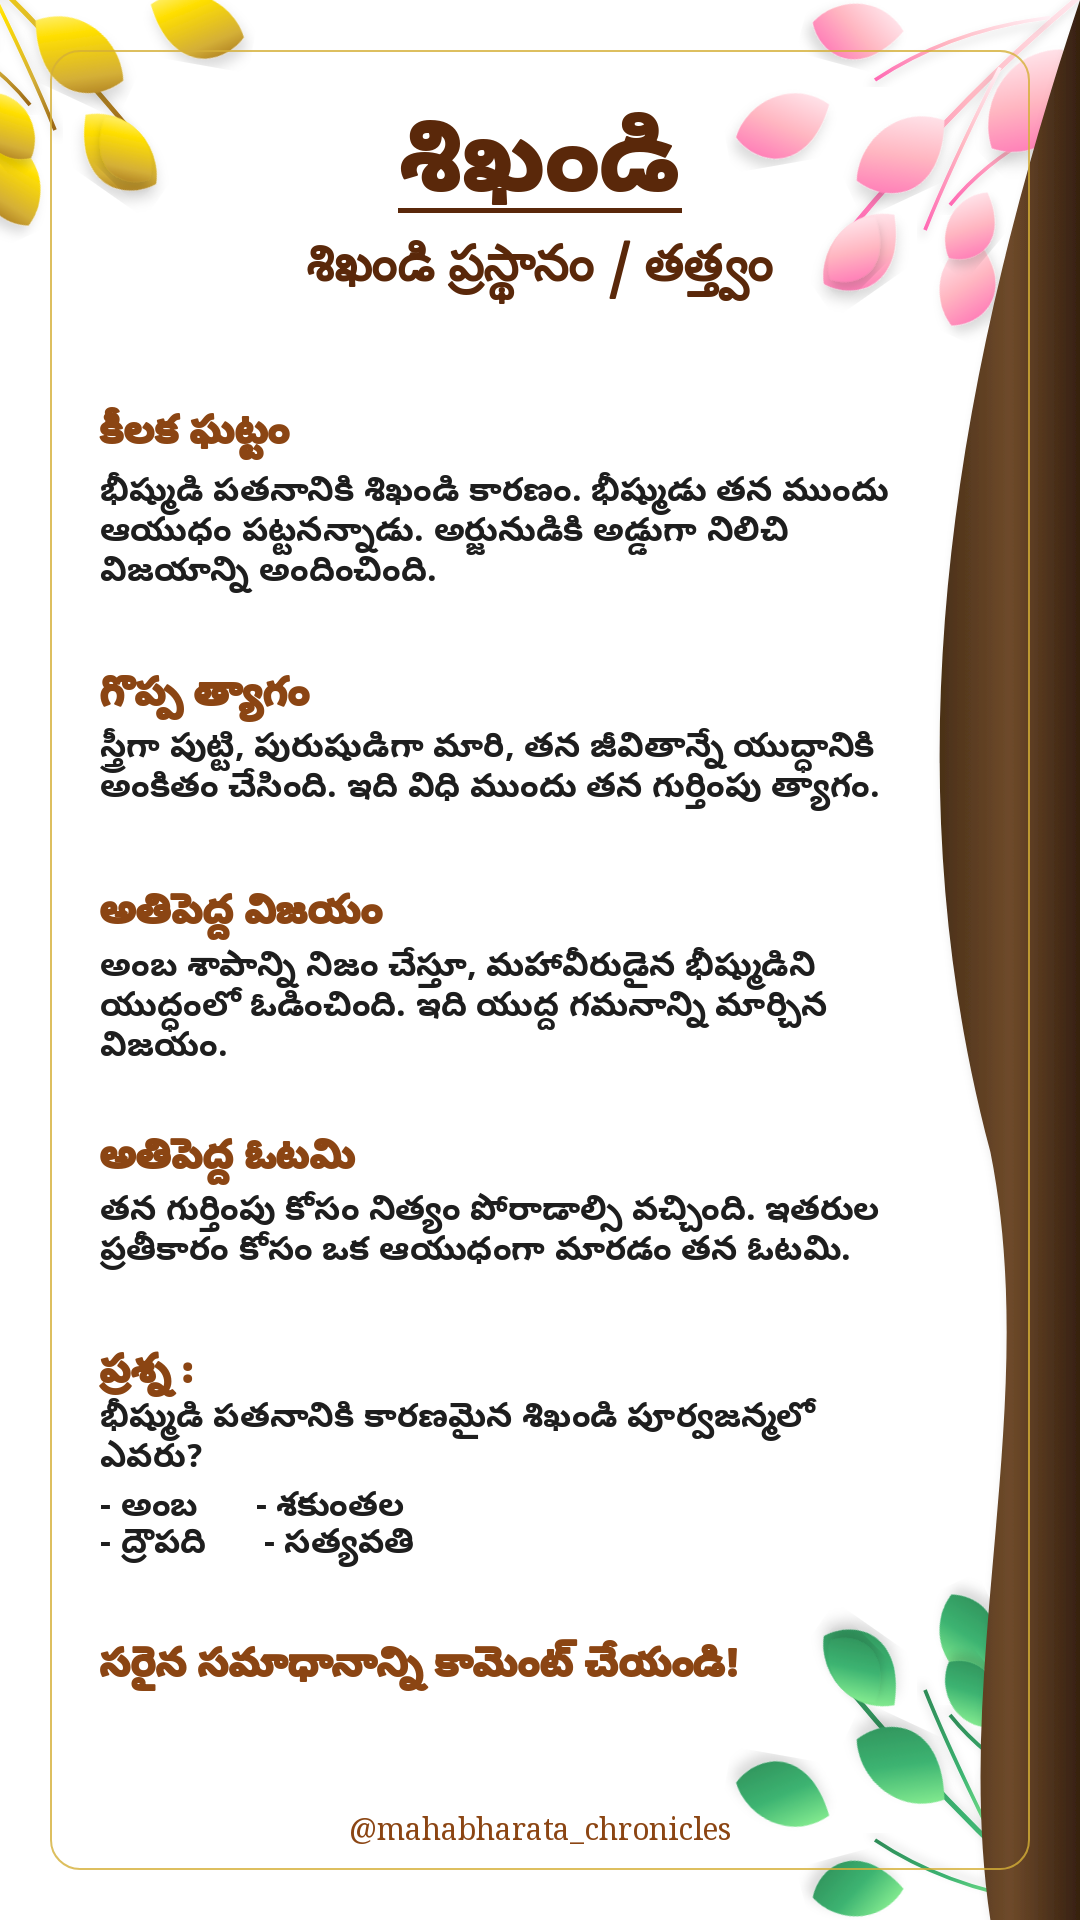 శిఖండి
శిఖండి ప్రస్థానం / తత్త్వం
కీలక ఘట్టం
భీష్ముడి పతనానికి శిఖండి కారణం. భీష్ముడు తన ముందు
ఆయుధం పట్టనన్నాడు. అర్జునుడికి అడ్డుగా నిలిచి
విజయాన్ని అందించింది.
గొప్ప త్యాగం
స్త్రీగా పుట్టి, పురుషుడిగా మారి, తన జీవితాన్నే యుద్ధానికి
అంకితం చేసింది. ఇది విధి ముందు తన గుర్తింపు త్యాగం.
అతిపెద్ద విజయం
అంబ శాపాన్ని నిజం చేస్తూ, మహావీరుడైన భీష్ముడిని
యుద్ధంలో ఓడించింది. ఇది యుద్ద గమనాన్ని మార్చిన
విజయం.
అతిపెద్ద ఓటమి
తన గుర్తింపు కోసం నిత్యం పోరాడాల్సి వచ్చింది. ఇతరుల
ప్రతీకారం కోసం ఒక ఆయుధంగా మారడం తన ఓటమి.
ప్రశ్న :
భీష్ముడి పతనానికి కారణమైన శిఖండి పూర్వజన్మలో
ఎవరు?
- అంబ - శకుంతల
- ద్రౌపది - సత్యవతి
సరైన సమాధానాన్ని కామెంట్ చేయండి!
@mahabharata_chronicles